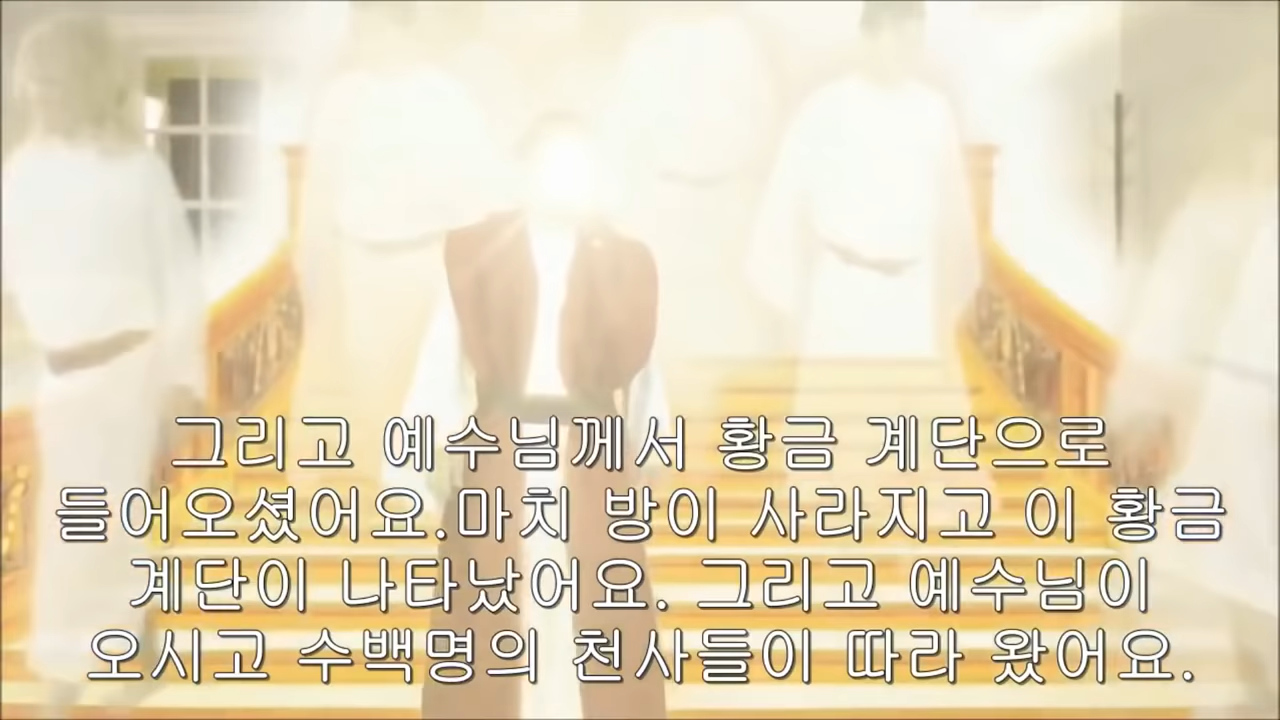 그리고 예수님께서 황금 계단으로
들어오셨어요.마치 방이 사라지고 이 황금
계단이 나타났어요. 그리고 예수님이
오시고 수백명의 천사들이 따라 왔어요.